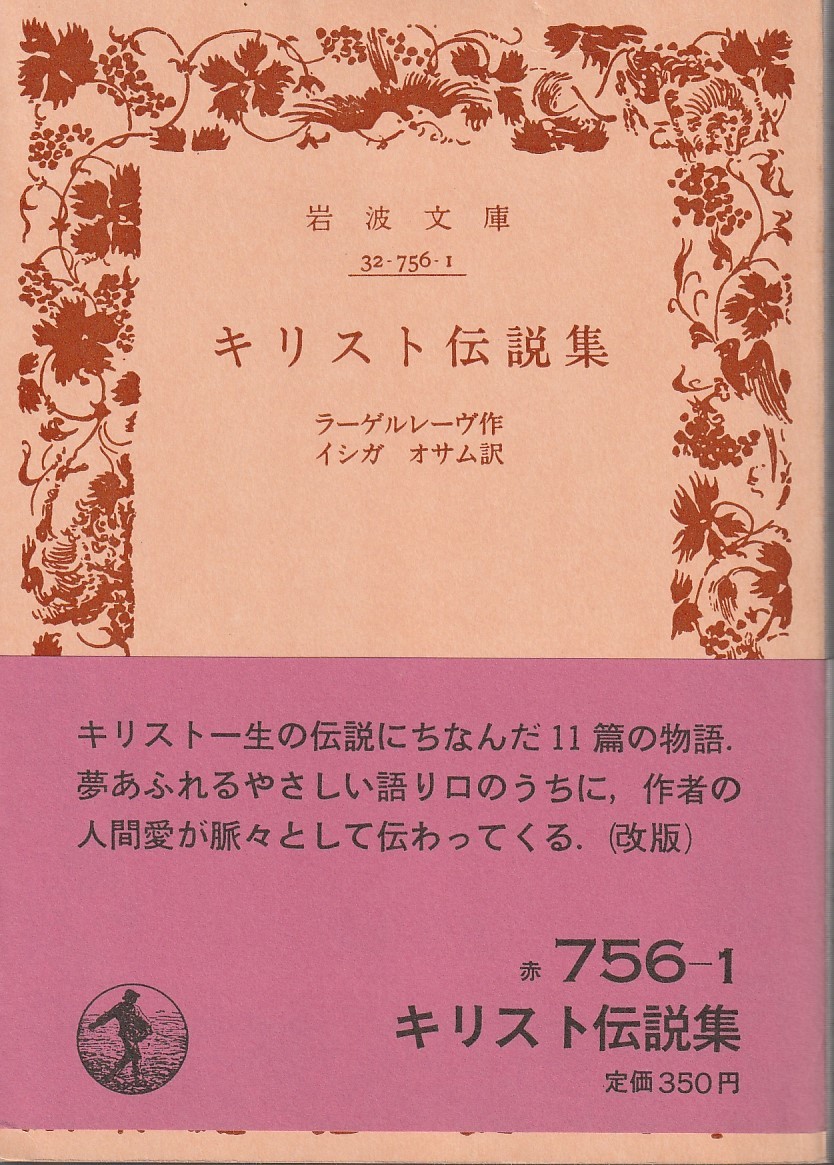 岩波文庫
32-756-1
キリスト伝説集
ラーゲルレーヴ作
イシガ　オサム訳
キリスト一生の伝説にちなんだ11篇の物語.
夢あふれるやさしい語り口のうちに, 作者の
人間愛が脈々として伝わってくる. (改版)
赤 756-1
キリスト伝説集
定価350円